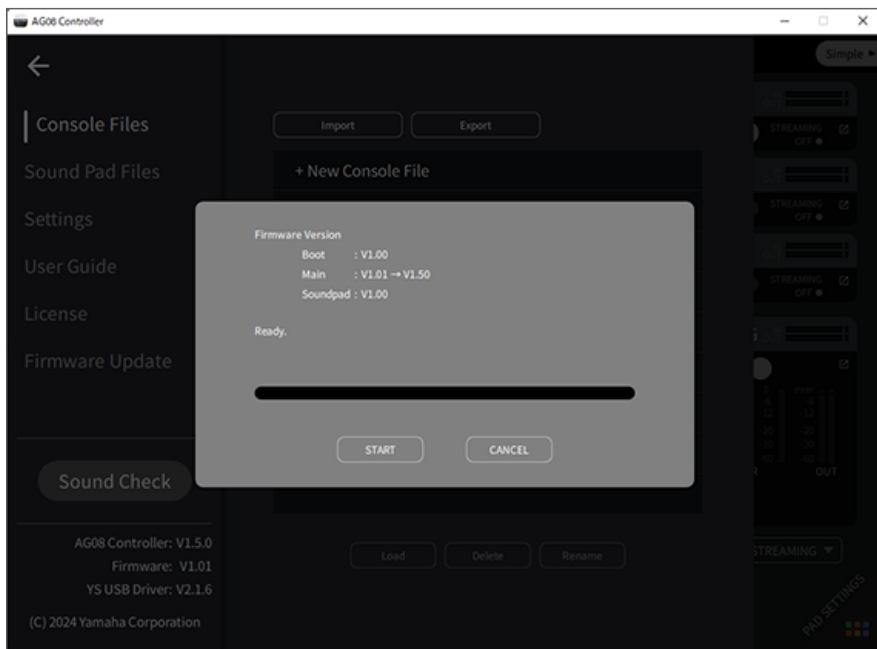 AG08 Controller
Simple
Console Files
Import
Export
STREAMING
OFF
Sound Pad Files
+ New Console File
Settings
STREAMING
OFF
User Guide
Firmware Version
Boot : V1.00
Main : V1.01 → V1.50
Soundpad : V1.00
STREAMING
OFF
License
Ready.
Firmware Update
START
CANCEL
Sound Check
OUT
AG08 Controller: V1.5.0
Firmware: V1.01
YS USB Driver: V2.1.6
(C) 2024 Yamaha Corporation
Load
Delete
Rename
STREAMING
PAD SETTINGS